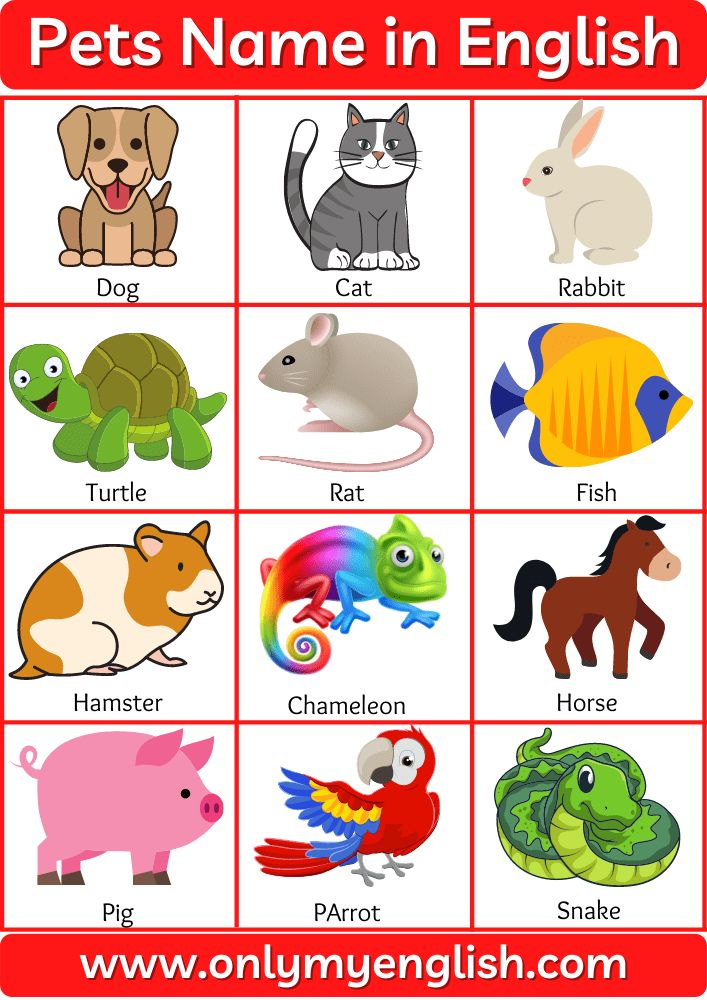 Pets Name in English
Dog
Cat
Rabbit
Turtle
Rat
Fish
Hamster
Chameleon
Horse
Pig
PArrot
Snake
www.onlymyenglish.com